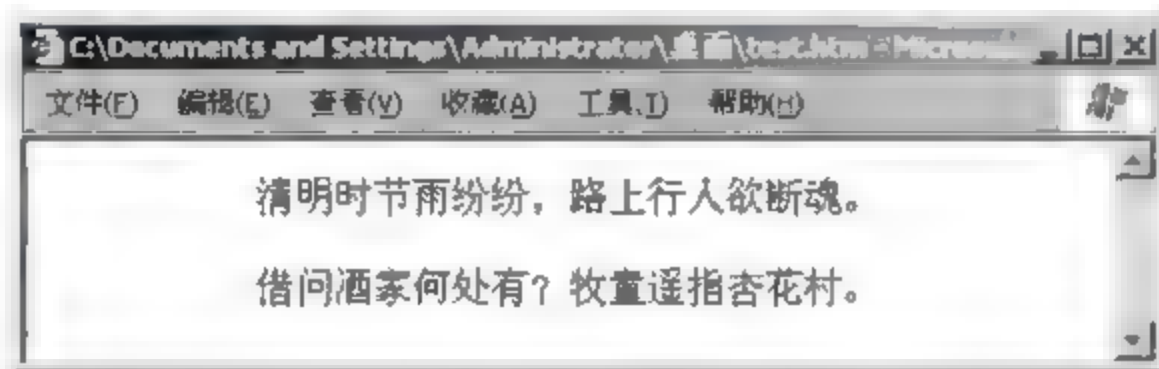 C:\Documents and Settings\Administrator\桌面\test.htm - Microsoft
文件(F) 编辑(E) 查看(V) 收藏(A) 工具(T) 帮助(H)
清明时节雨纷纷，路上行人欲断魂。
借问酒家何处有？牧童遥指杏花村。